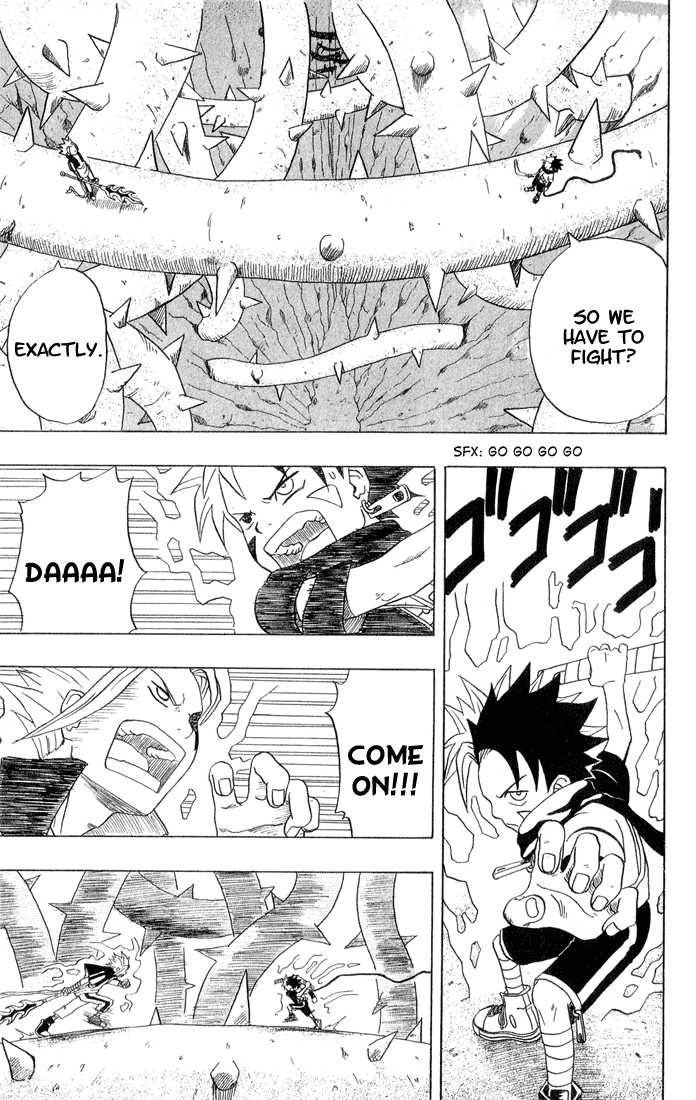 SO WE
HAVE TO
FIGHT?
EXACTLY.
SFX: GO GO GO GO
ゴゴゴゴ
DAAAA!
COME
ON!!!